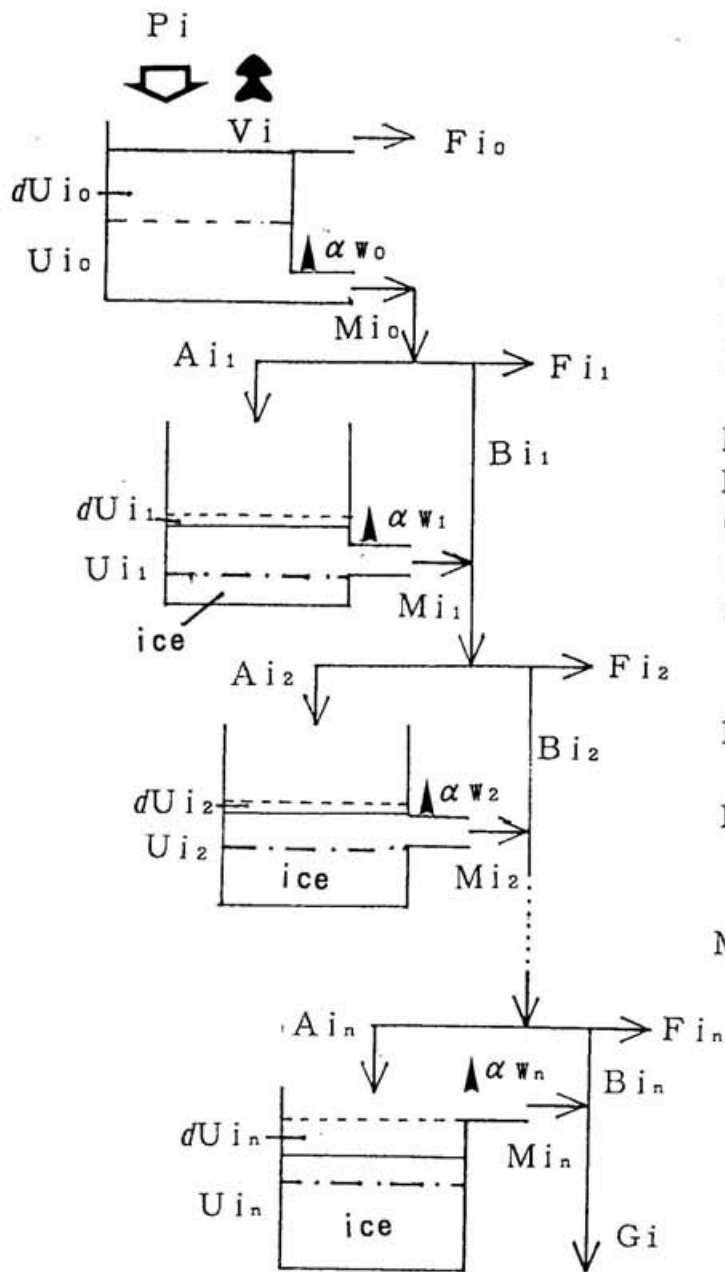 Pi
Vi
Fi₀
dUi₀
αw₀
Ui₀
Mi₀
Ai₁
Fi₁
Bi₁
dUi₁
αw₁
Ui₁
Mi₁
ice
Ai₂
Fi₂
Bi₂
dUi₂
αw₂
Ui₂
ice
Mi₂
M
Aiₙ
Fiₙ
αwₙ
Biₙ
dUiₙ
Miₙ
Uiₙ
ice
Gi